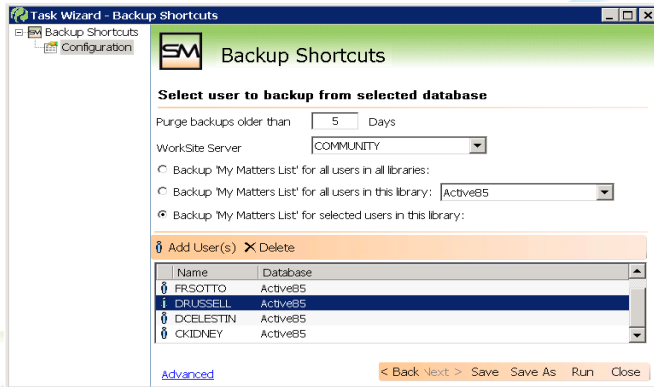 Task Wizard - Backup Shortcuts
Backup Shortcuts
Configuration
SM
Backup Shortcuts
Select user to backup from selected database
Purge backups older than 5 Days
WorkSite Server COMMUNITY
Backup 'My Matters List' for all users in all libraries:
Backup 'My Matters List' for all users in this library: Active85
Backup 'My Matters List' for selected users in this library:
Add User(s) Delete
Name Database
FRSOTTO Active85
DRUSSELL Active85
DCELESTIN Active85
CKIDNEY Active85
Advanced
< Back Next > Save Save As Run Close